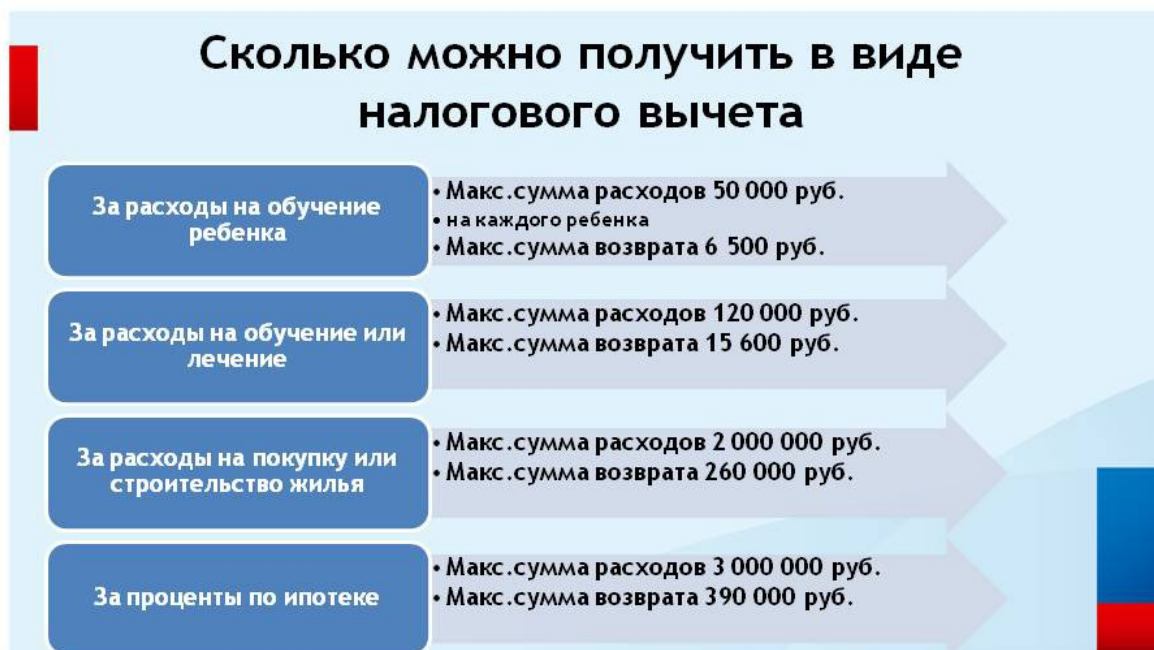 Сколько можно получить в виде
налогового вычета
За расходы на обучение
ребенка
• Макс.сумма расходов 50 000 руб.
• на каждого ребенка
• Макс.сумма возврата 6 500 руб.
За расходы на обучение или
лечение
• Макс.сумма расходов 120 000 руб.
• Макс.сумма возврата 15 600 руб.
За расходы на покупку или
строительство жилья
• Макс.сумма расходов 2 000 000 руб.
• Макс.сумма возврата 260 000 руб.
За проценты по ипотеке
• Макс.сумма расходов 3 000 000 руб.
• Макс.сумма возврата 390 000 руб.